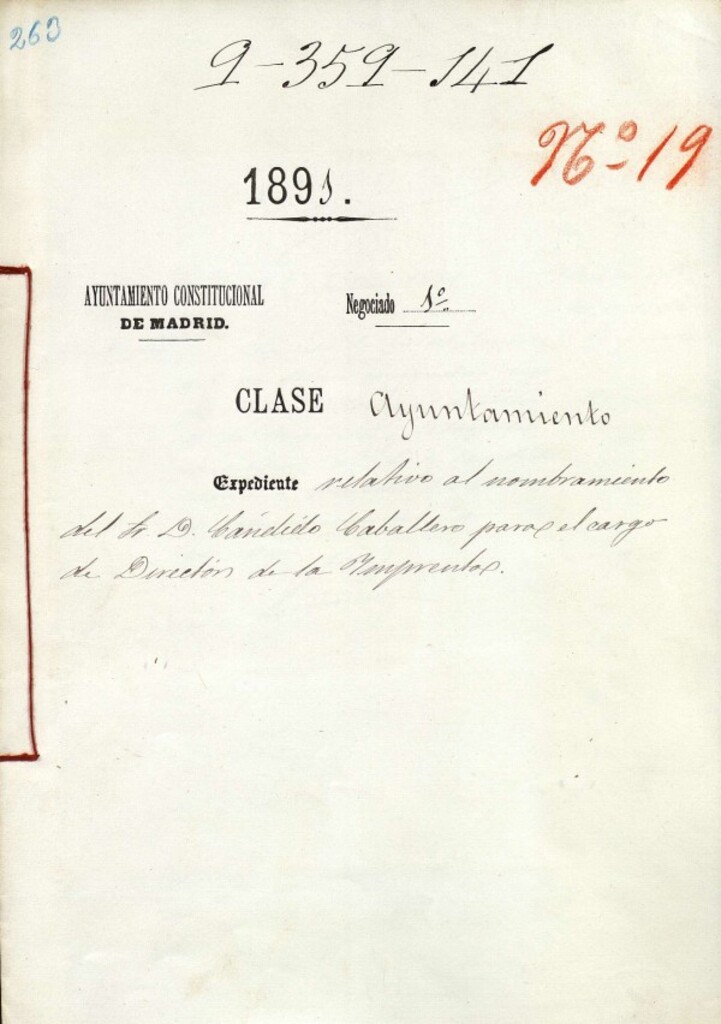 263
9-359-141
Nº 19
1891.
AYUNTAMIENTO CONSTITUCIONAL
DE MADRID.
Negociado 1º
CLASE Ayuntamiento
Expediente relativo al nombramiento
del Sr D. Cándido Caballero para el cargo
de Director de la Imprenta.